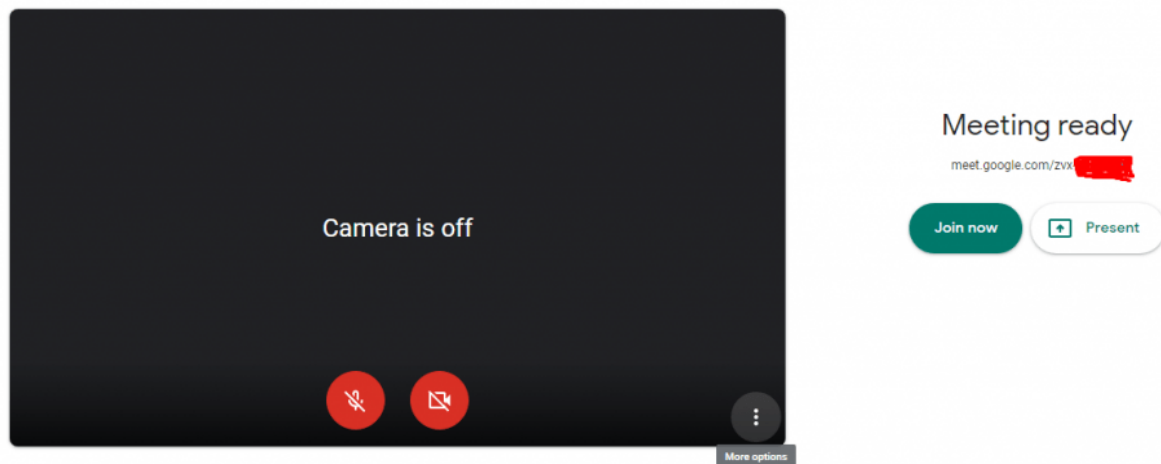 Camera is off
More options
Meeting ready
meet.google.com/zvx
Join now
Present